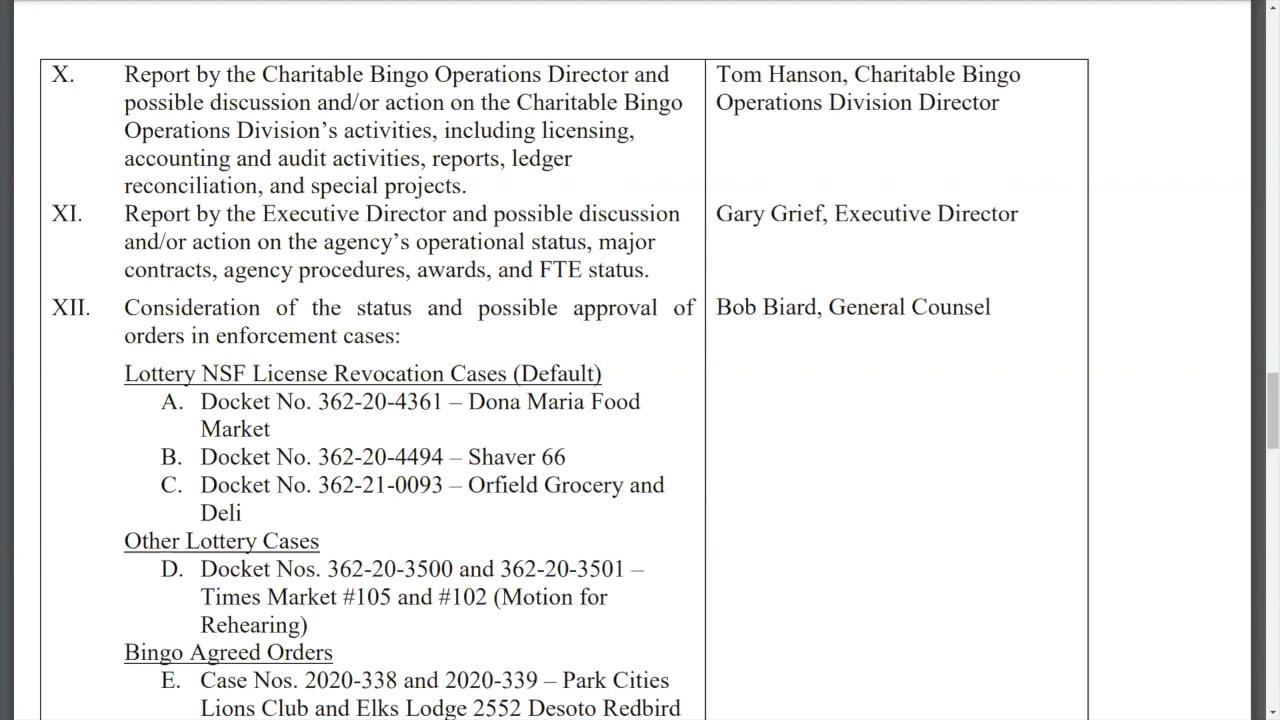 X. Report by the Charitable Bingo Operations Director and
possible discussion and/or action on the Charitable Bingo
Operations Division’s activities, including licensing,
accounting and audit activities, reports, ledger
reconciliation, and special projects.
Tom Hanson, Charitable Bingo
Operations Division Director
XI. Report by the Executive Director and possible discussion
and/or action on the agency’s operational status, major
contracts, agency procedures, awards, and FTE status.
Gary Grief, Executive Director
XII. Consideration of the status and possible approval of
orders in enforcement cases:
Bob Biard, General Counsel
Lottery NSF License Revocation Cases (Default)
A. Docket No. 362-20-4361 – Dona Maria Food
Market
B. Docket No. 362-20-4494 – Shaver 66
C. Docket No. 362-21-0093 – Orfield Grocery and
Deli
Other Lottery Cases
D. Docket Nos. 362-20-3500 and 362-20-3501 –
Times Market #105 and #102 (Motion for
Rehearing)
Bingo Agreed Orders
E. Case Nos. 2020-338 and 2020-339 – Park Cities
Lions Club and Elks Lodge 2552 Desoto Redbird